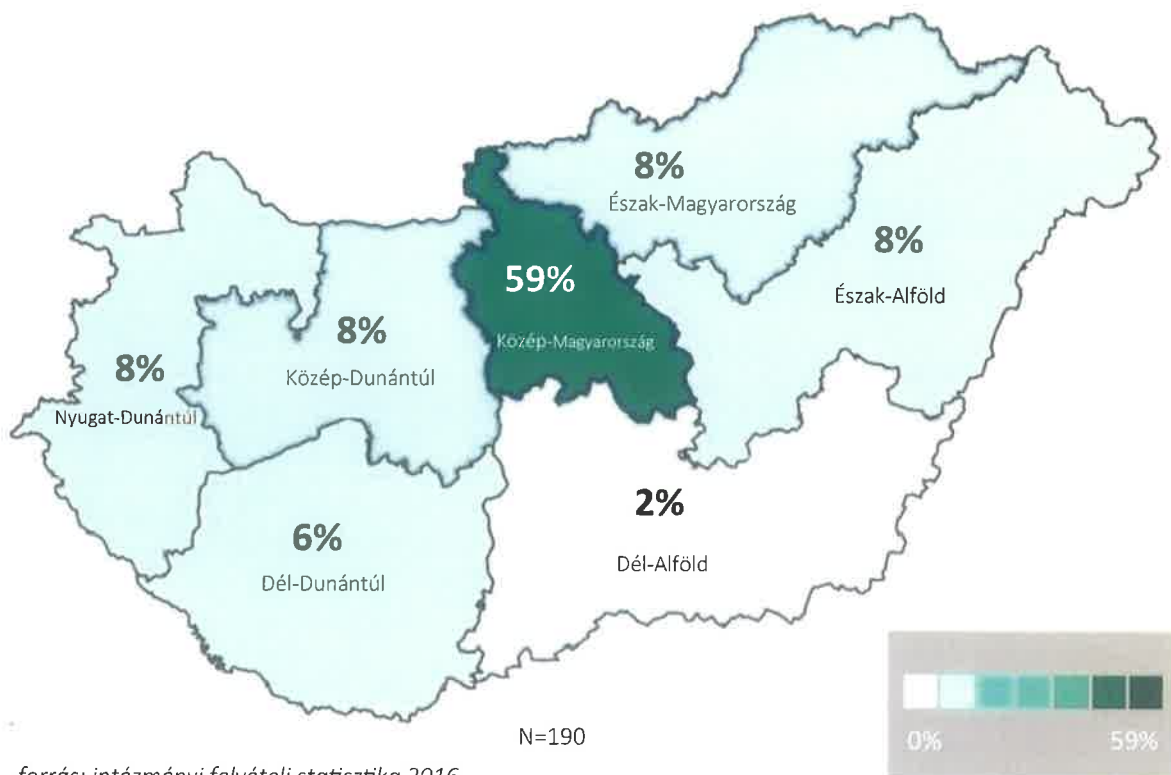 8%
Észak-Magyarország
8%
Észak-Alföld
59%
Közép-Magyarország
8%
Közép-Dunántúl
8%
Nyugat-Dunántúl
2%
Dél-Alföld
6%
Dél-Dunántúl
N=190
0% 59%
forrás: intézményi felvételi statisztika 2016